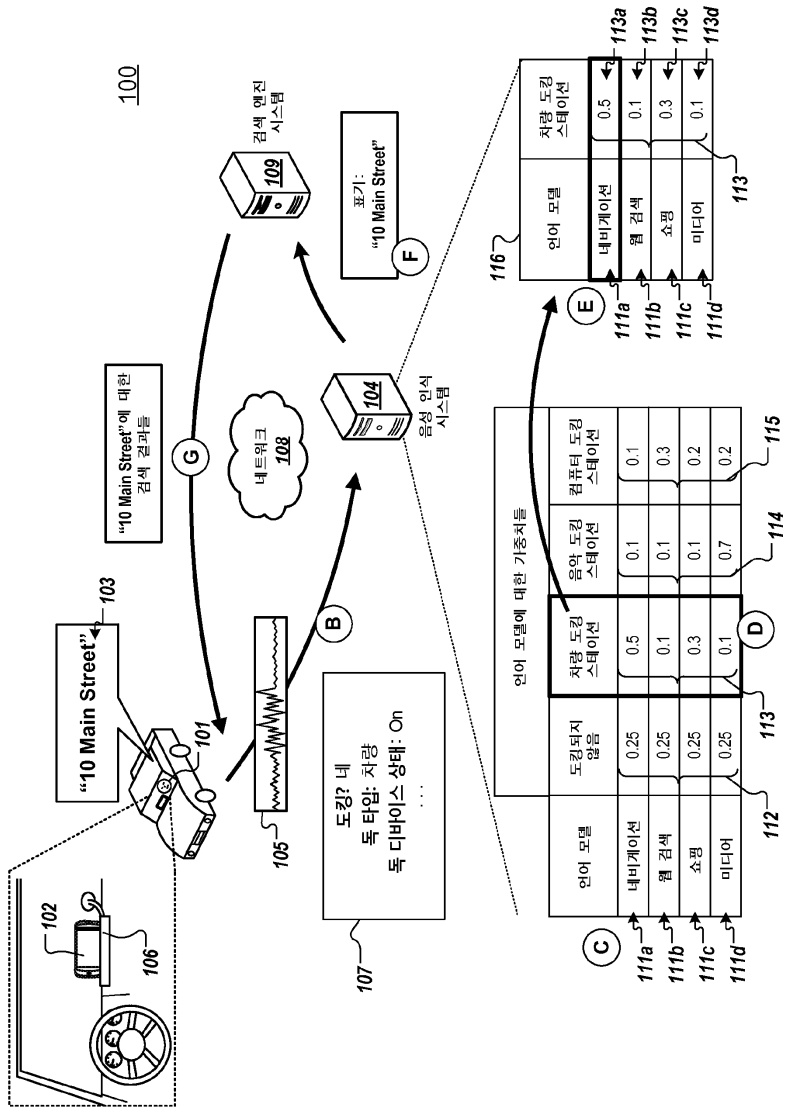 100
102
106
"10 Main Street"
103
101
105
B
"10 Main Street"에 대한
검색 결과들
G
네트워크
108
109
검색 엔진
시스템
104
음성 인식
시스템
표기:
"10 Main Street"
F
도킹? 네
독 타입: 차량
독 디바이스 상태: On
. . .
107
C
언어 모델에 대한 가중치들
언어 모델
도킹되지
않음
차량 도킹
스테이션
음악 도킹
스테이션
컴퓨터 도킹
스테이션
네비게이션 0.25 0.5 0.1 0.1
웹 검색 0.25 0.1 0.1 0.3
쇼핑 0.25 0.3 0.1 0.2
미디어 0.25 0.1 0.7 0.2
111a
111b
111c
111d
112
113
D
114
115
116
E
언어 모델
차량 도킹
스테이션
네비게이션 0.5
웹 검색 0.1
쇼핑 0.3
미디어 0.1
111a
111b
111c
111d
113a
113b
113c
113d
113